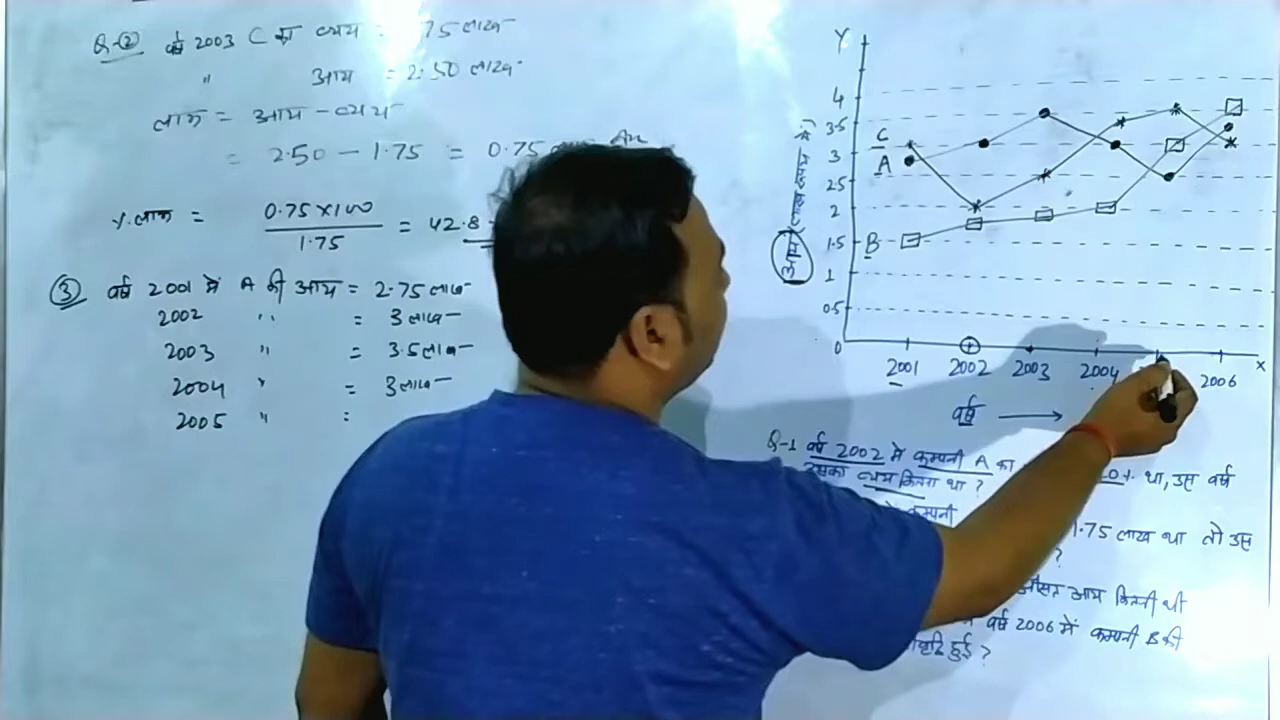 Q-② वर्ष 2003 C का व्यय = 75 लाख
" आय = 2.50 लाख
लाभ = आय - व्यय
= 2.50 - 1.75 = 0.75 Ans
%लाभ = 0.75×100 / 1.75 = 42.8
③ वर्ष 2001 में A की आय = 2.75 लाख
2002 " = 3 लाख
2003 " = 3.5 लाख
2004 " = 3 लाख
2005 " =
Y
4
3.5
C
3
A
2.5
2
1.5 B
1
0.5
0
X
2001 2002 2003 2004 2006
वर्ष
Q-1 वर्ष 2002 में कम्पनी A का 0% था, उस वर्ष
उसका व्यय कितना था ?
कम्पनी 1.75 लाख था तो उस
?
औसत आय कितनी थी
वर्ष 2006 में कम्पनी B की
हुई ?